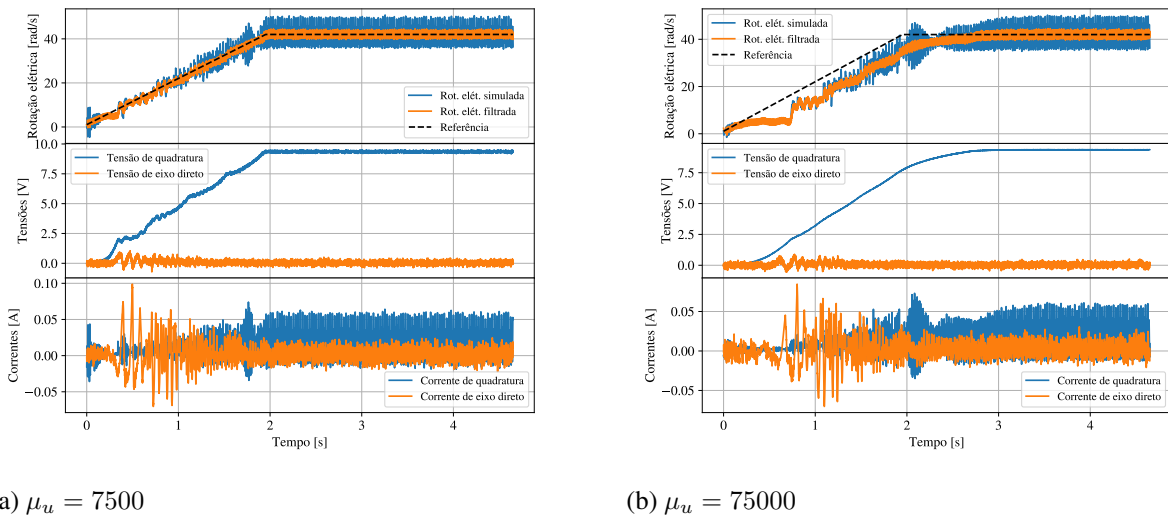 Rotação elétrica [rad/s]
40
20
0
Rot. elét. simulada
Rot. elét. filtrada
Referência
Tensões [V]
10.0
7.5
5.0
2.5
0.0
Tensão de quadratura
Tensão de eixo direto
Correntes [A]
0.10
0.05
0.00
−0.05
Corrente de quadratura
Corrente de eixo direto
0 1 2 3 4
Tempo [s]
a) μu = 7500
Rotação elétrica [rad/s]
40
20
0
Rot. elét. simulada
Rot. elét. filtrada
Referência
Tensões [V]
7.5
5.0
2.5
0.0
Tensão de quadratura
Tensão de eixo direto
Correntes [A]
0.05
0.00
−0.05
Corrente de quadratura
Corrente de eixo direto
0 1 2 3 4
Tempo [s]
(b) μu = 75000